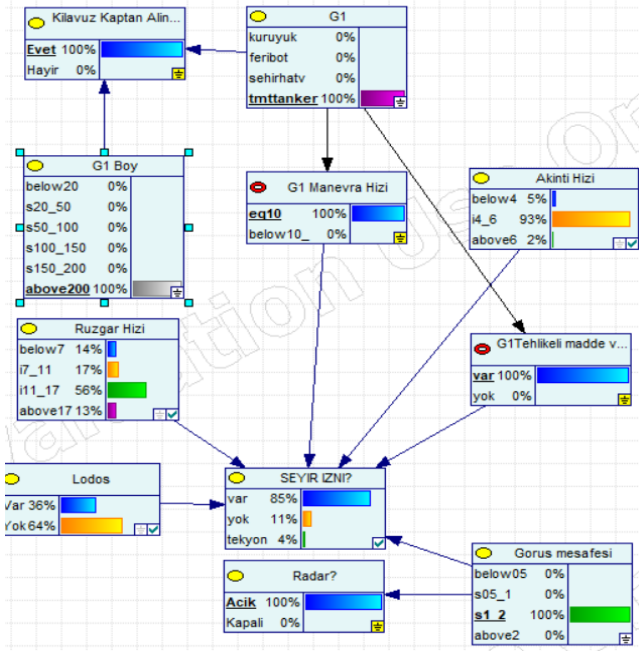 Kilavuz Kaptan Alin...
Evet 100%
Hayir 0%
G1
kuruyuk 0%
feribot 0%
sehirhatv 0%
tmttanker 100%
G1 Boy
below20 0%
s20_50 0%
s50_100 0%
s100_150 0%
s150_200 0%
above200 100%
G1 Manevra Hizi
eq10 100%
below10_ 0%
Akinti Hizi
below4 5%
i4_6 93%
above6 2%
Ruzgar Hizi
below7 14%
i7_11 17%
i11_17 56%
above17 13%
G1Tehlikeli madde v...
var 100%
yok 0%
Lodos
Var 36%
Yok 64%
SEYIR IZNI?
var 85%
yok 11%
tekyon 4%
Gorus mesafesi
below05 0%
s05_1 0%
s1_2 100%
above2 0%
Radar?
Acik 100%
Kapali 0%